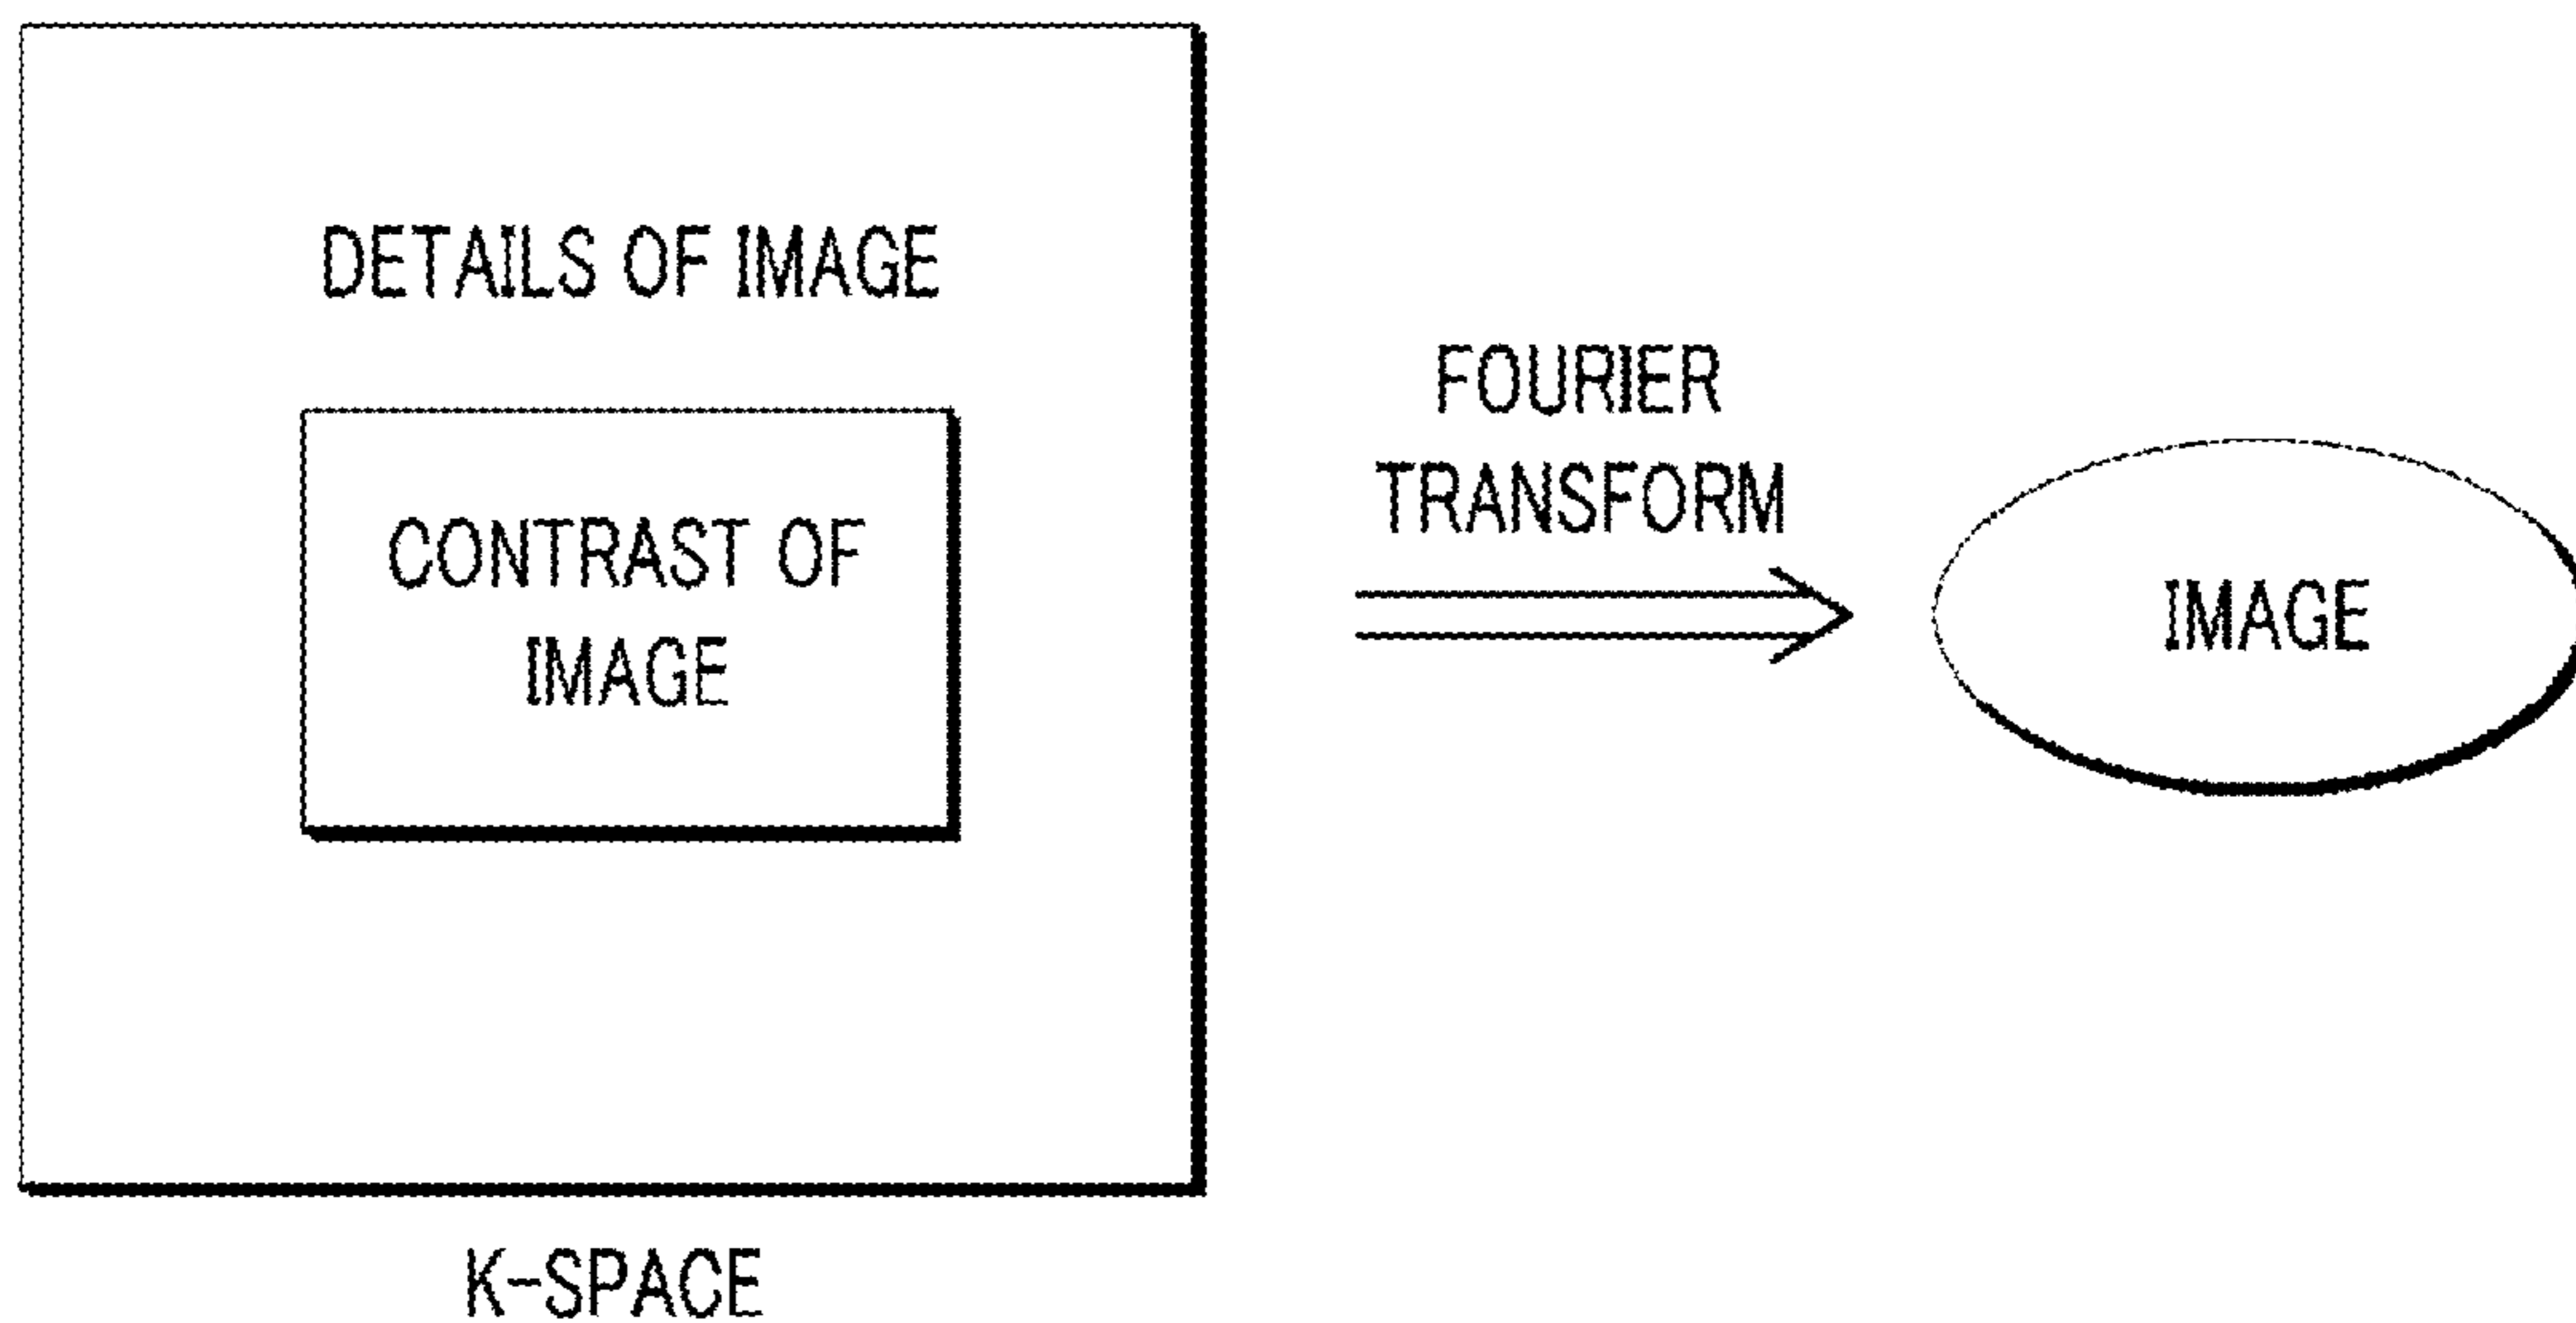 DETAILS OF IMAGE
CONTRAST OF
IMAGE
K-SPACE
FOURIER
TRANSFORM
IMAGE